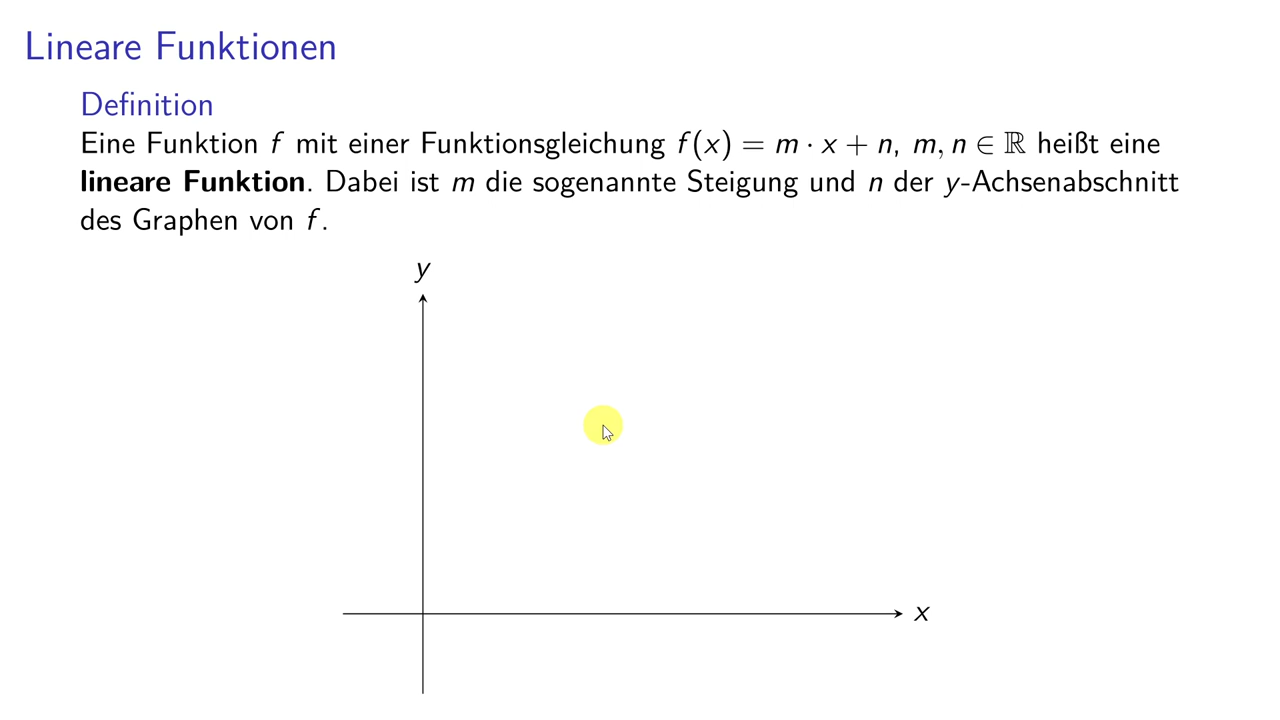 Lineare Funktionen
Definition
Eine Funktion f mit einer Funktionsgleichung f(x) = m · x + n, m, n ∈ ℝ heißt eine
lineare Funktion. Dabei ist m die sogenannte Steigung und n der y-Achsenabschnitt
des Graphen von f.
y
x